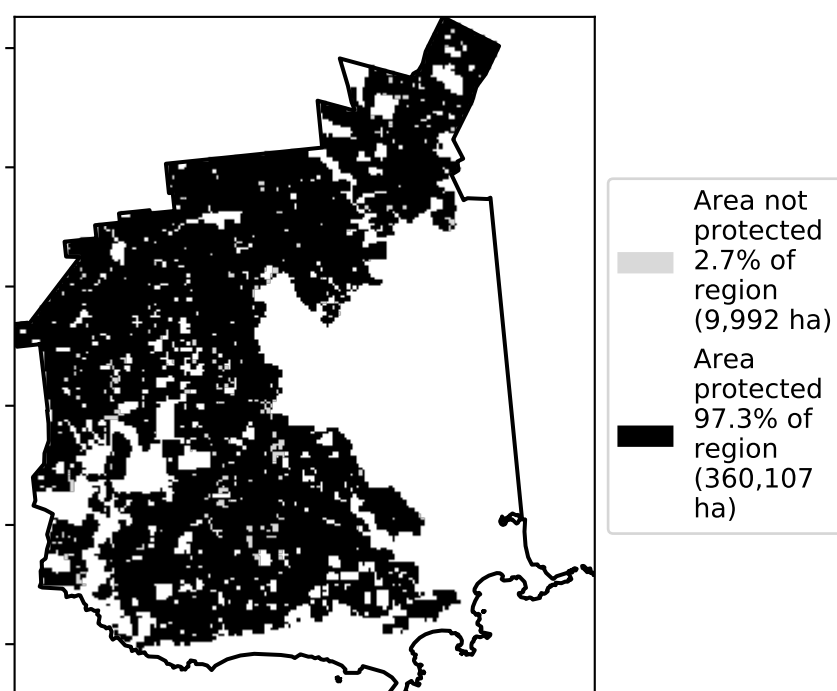 Area not
protected
2.7% of
region
(9,992 ha)
Area
protected
97.3% of
region
(360,107
ha)